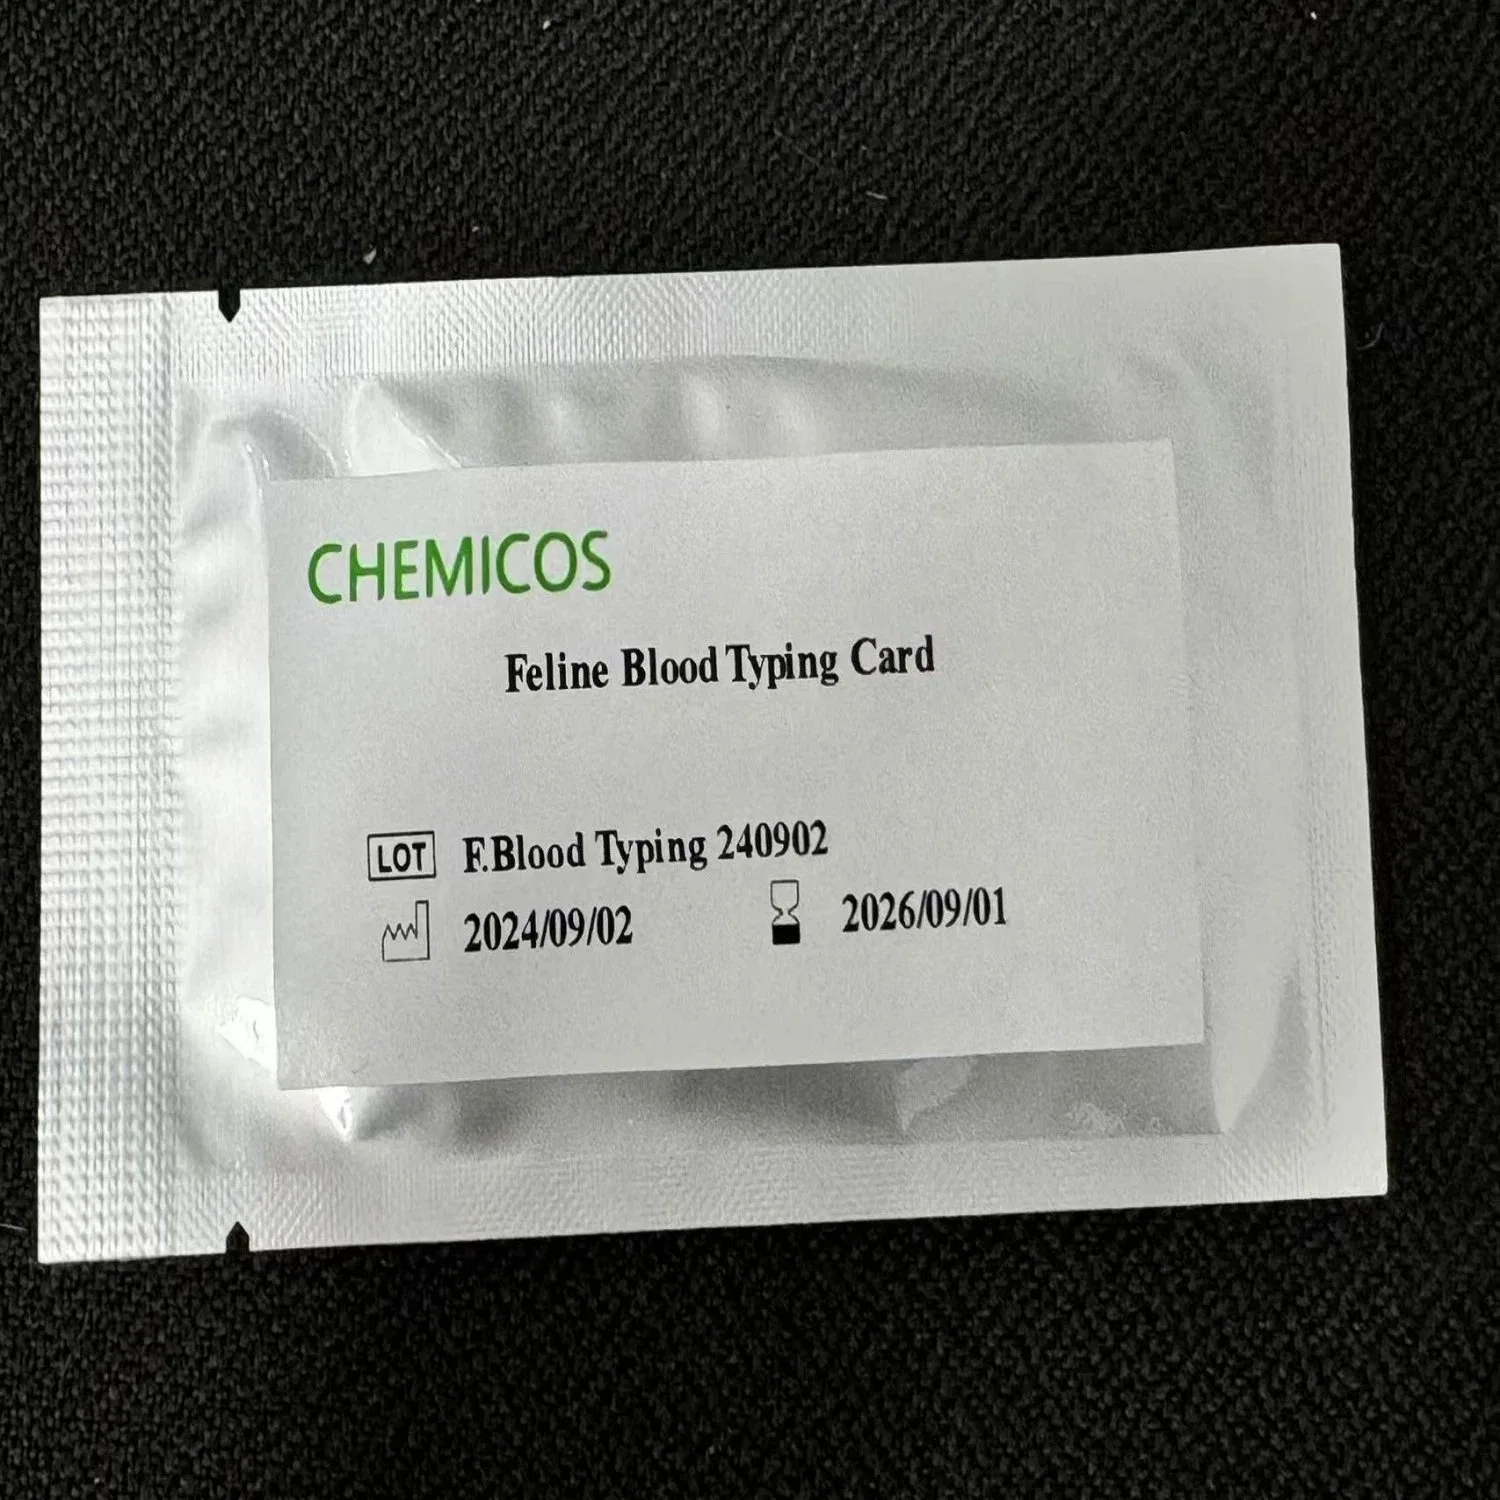 CHEMICOS
Feline Blood Typing Card
LOT F.Blood Typing 240902
2024/09/02 2026/09/01